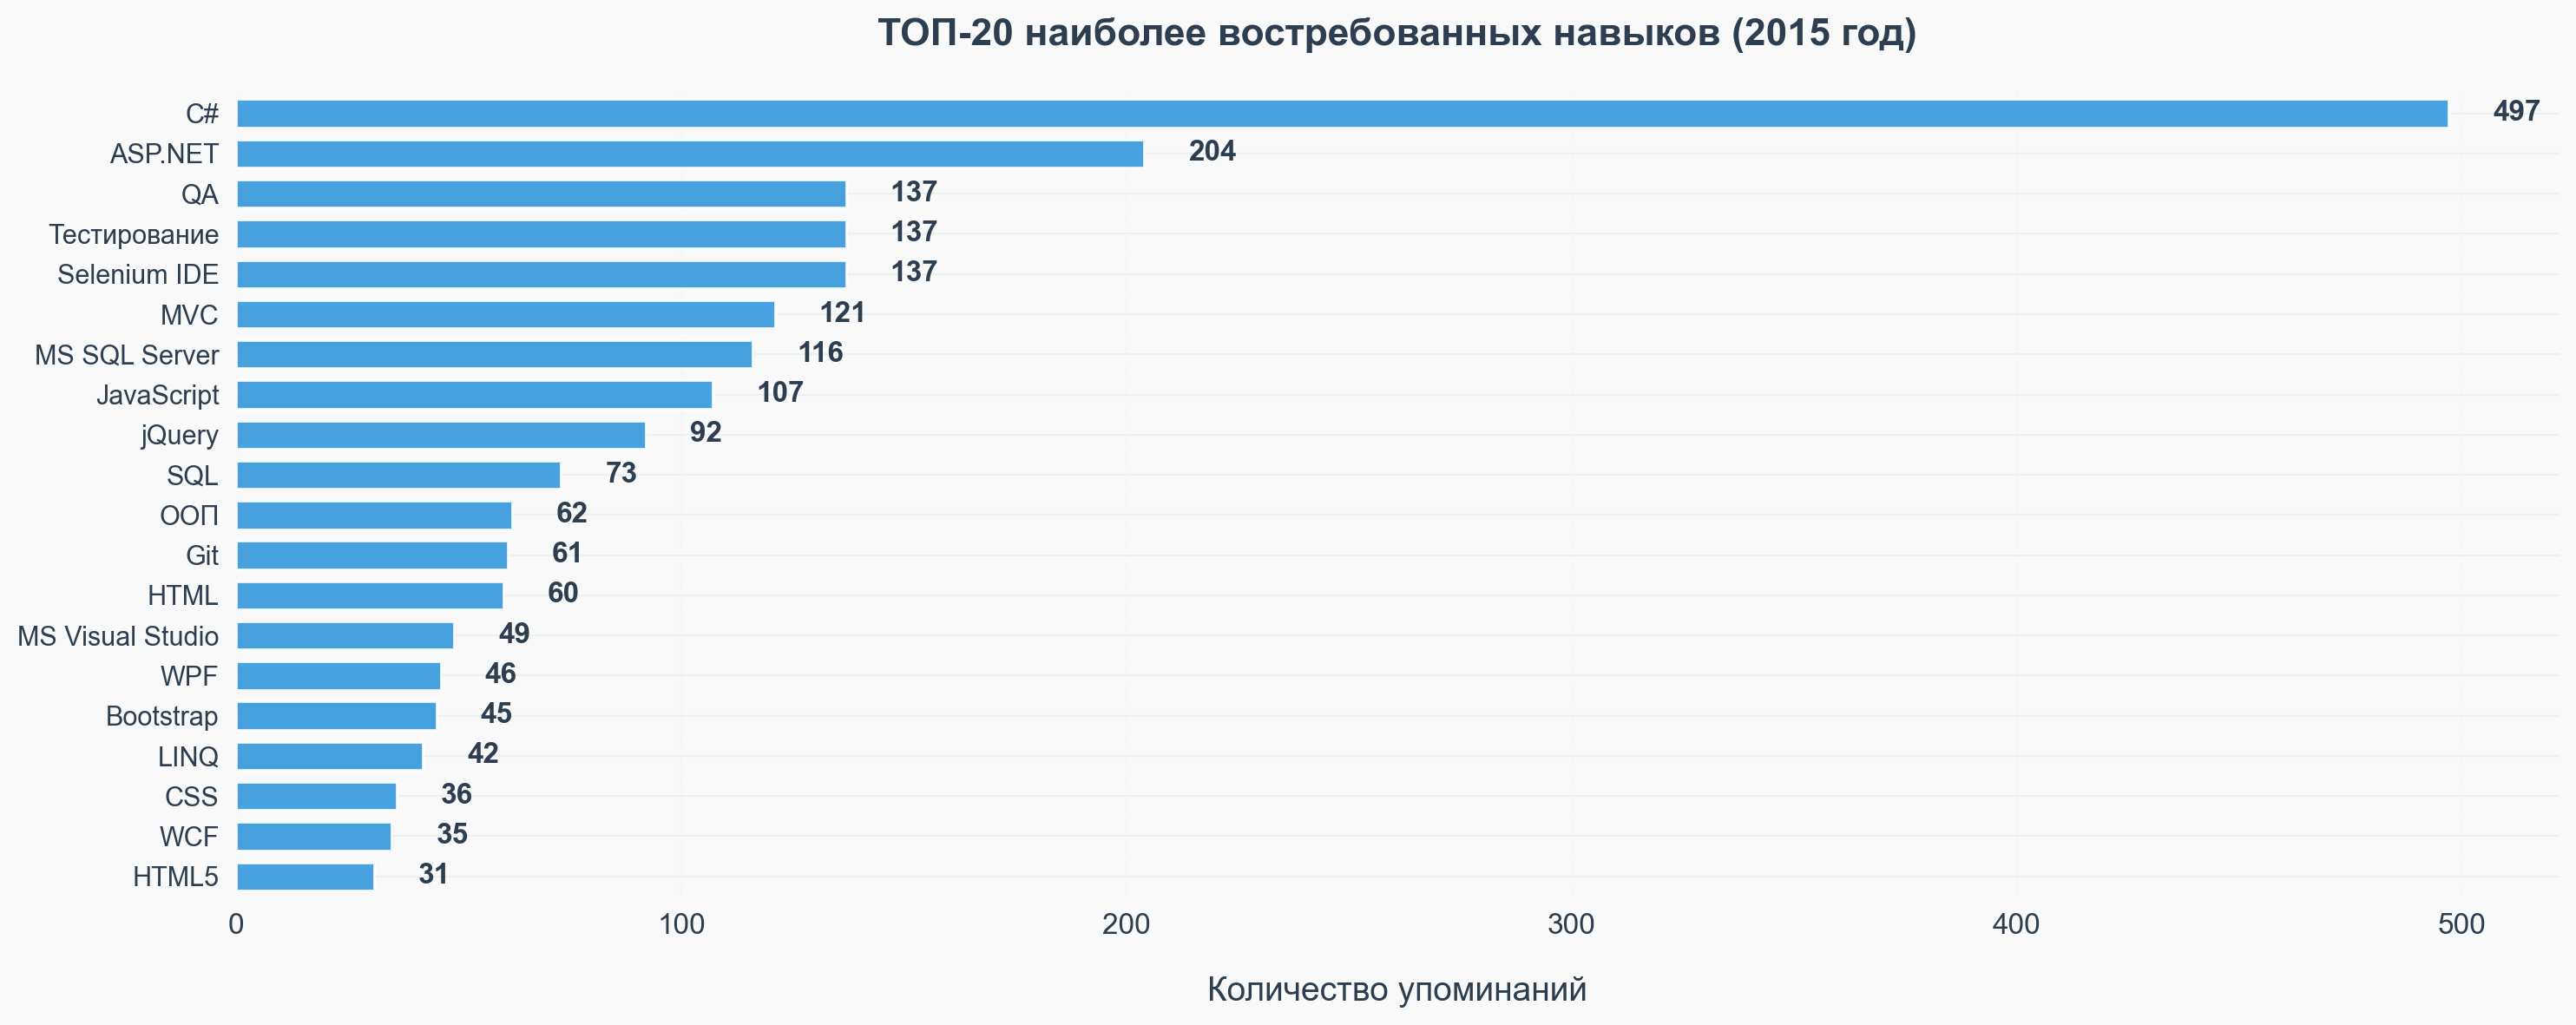 ТОП-20 наиболее востребованных навыков (2015 год)
C# 497
ASP.NET 204
QA 137
Тестирование 137
Selenium IDE 137
MVC 121
MS SQL Server 116
JavaScript 107
jQuery 92
SQL 73
ООП 62
Git 61
HTML 60
MS Visual Studio 49
WPF 46
Bootstrap 45
LINQ 42
CSS 36
WCF 35
HTML5 31
0 100 200 300 400 500
Количество упоминаний